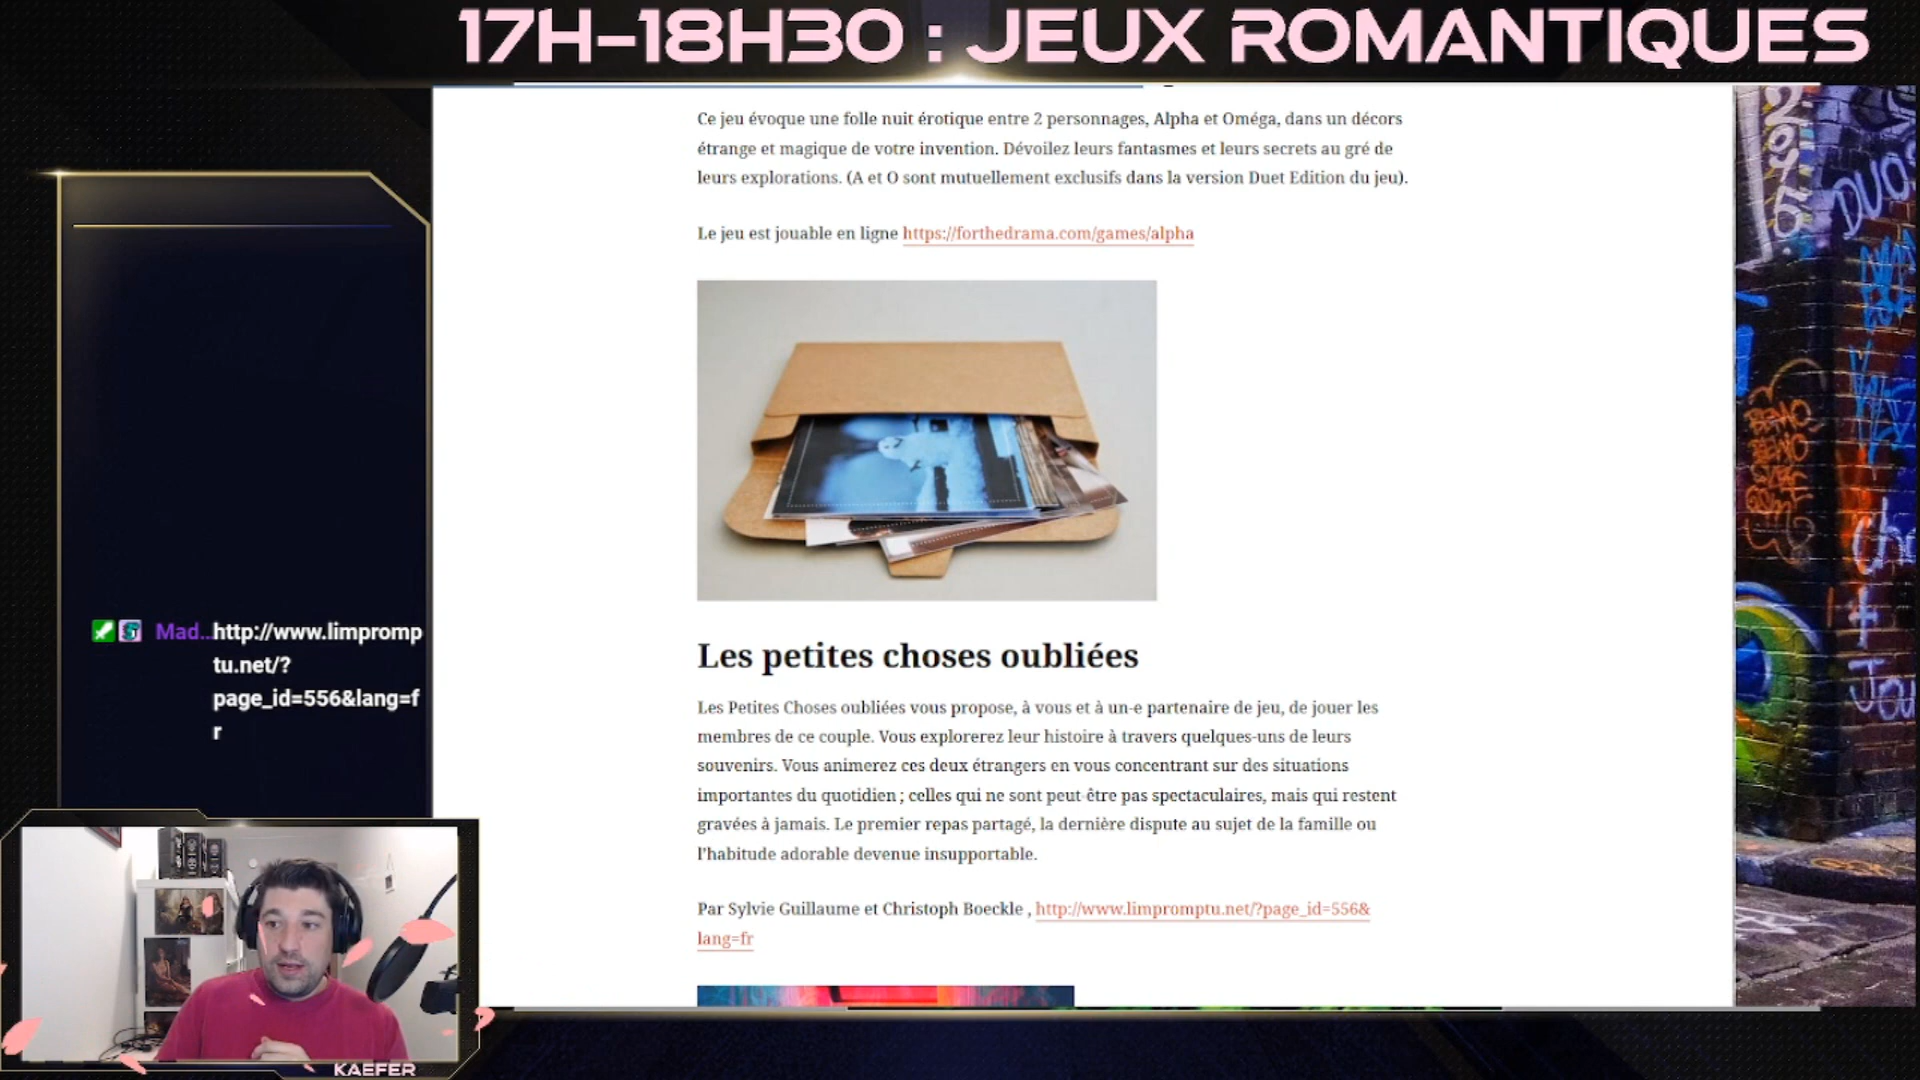 17H-18H30 : JEUX ROMANTIQUES
Ce jeu évoque une folle nuit érotique entre 2 personnages, Alpha et Oméga, dans un décors
étrange et magique de votre invention. Dévoilez leurs fantasmes et leurs secrets au gré de
leurs explorations. (A et O sont mutuellement exclusifs dans la version Duet Edition du jeu).
Le jeu est jouable en ligne https://forthedrama.com/games/alpha
Les petites choses oubliées
Les Petites Choses oubliées vous propose, à vous et à un-e partenaire de jeu, de jouer les
membres de ce couple. Vous explorerez leur histoire à travers quelques-uns de leurs
souvenirs. Vous animerez ces deux étrangers en vous concentrant sur des situations
importantes du quotidien ; celles qui ne sont peut-être pas spectaculaires, mais qui restent
gravées à jamais. Le premier repas partagé, la dernière dispute au sujet de la famille ou
l'habitude adorable devenue insupportable.
Par Sylvie Guillaume et Christoph Boeckle , http://www.limpromptu.net/?page_id=556&
lang=fr
Mad...http://www.limpromp
tu.net/?
page_id=556&lang=f
r
KAEFER